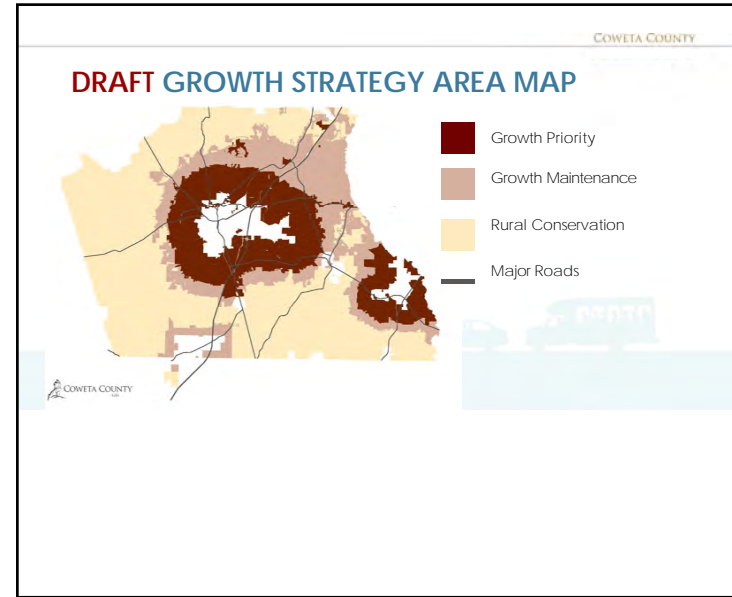 COWETA COUNTY
DRAFT GROWTH STRATEGY AREA MAP
Growth Priority
Growth Maintenance
Rural Conservation
Major Roads
COWETA COUNTY